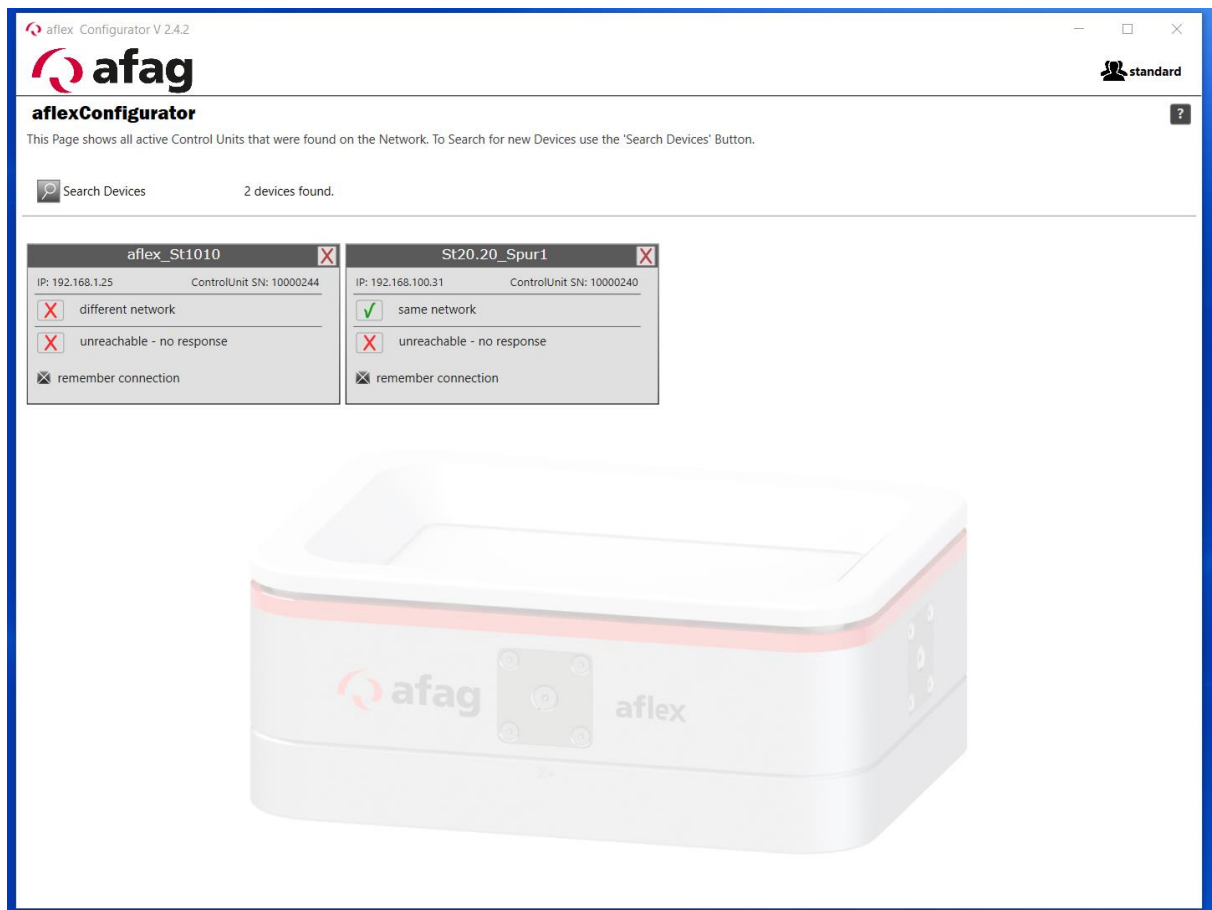 aflex Configurator V 2.4.2
afag
standard
aflexConfigurator
?
This Page shows all active Control Units that were found on the Network. To Search for new Devices use the 'Search Devices' Button.
Search Devices 2 devices found.
aflex_St1010 X
IP: 192.168.1.25 ControlUnit SN: 10000244
X different network
X unreachable - no response
remember connection
St20.20_Spur1 X
IP: 192.168.100.31 ControlUnit SN: 10000240
same network
X unreachable - no response
remember connection
afag aflex